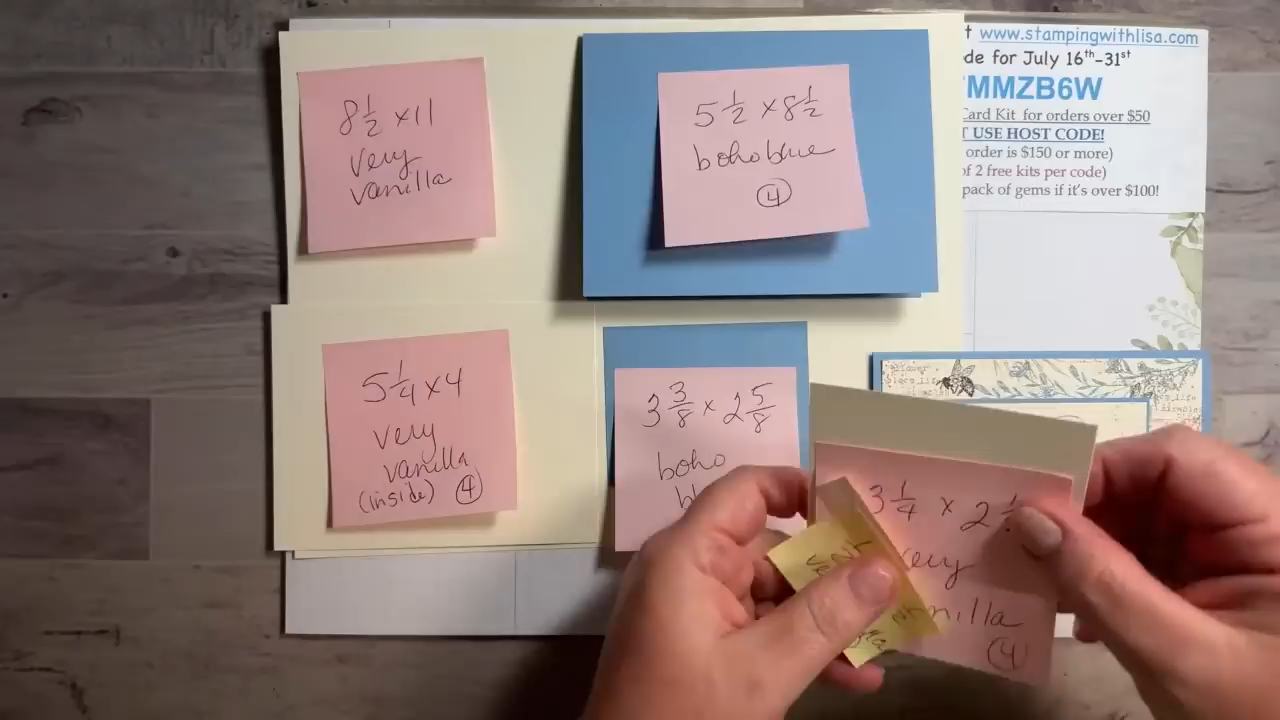 www.stampingwithlisa.com
de for July 16th-31st
MMZB6W
Card Kit for orders over $50
USE HOST CODE!
order is $150 or more)
of 2 free kits per code)
pack of gems if it's over $100!
8 1/2 x 11
very
vanilla
5 1/2 x 8 1/2
boho blue
4
5 1/4 x 4
very
vanilla
(inside) 4
3 3/8 x 2 5/8
boho
3 1/4 x 2
very
nilla
4